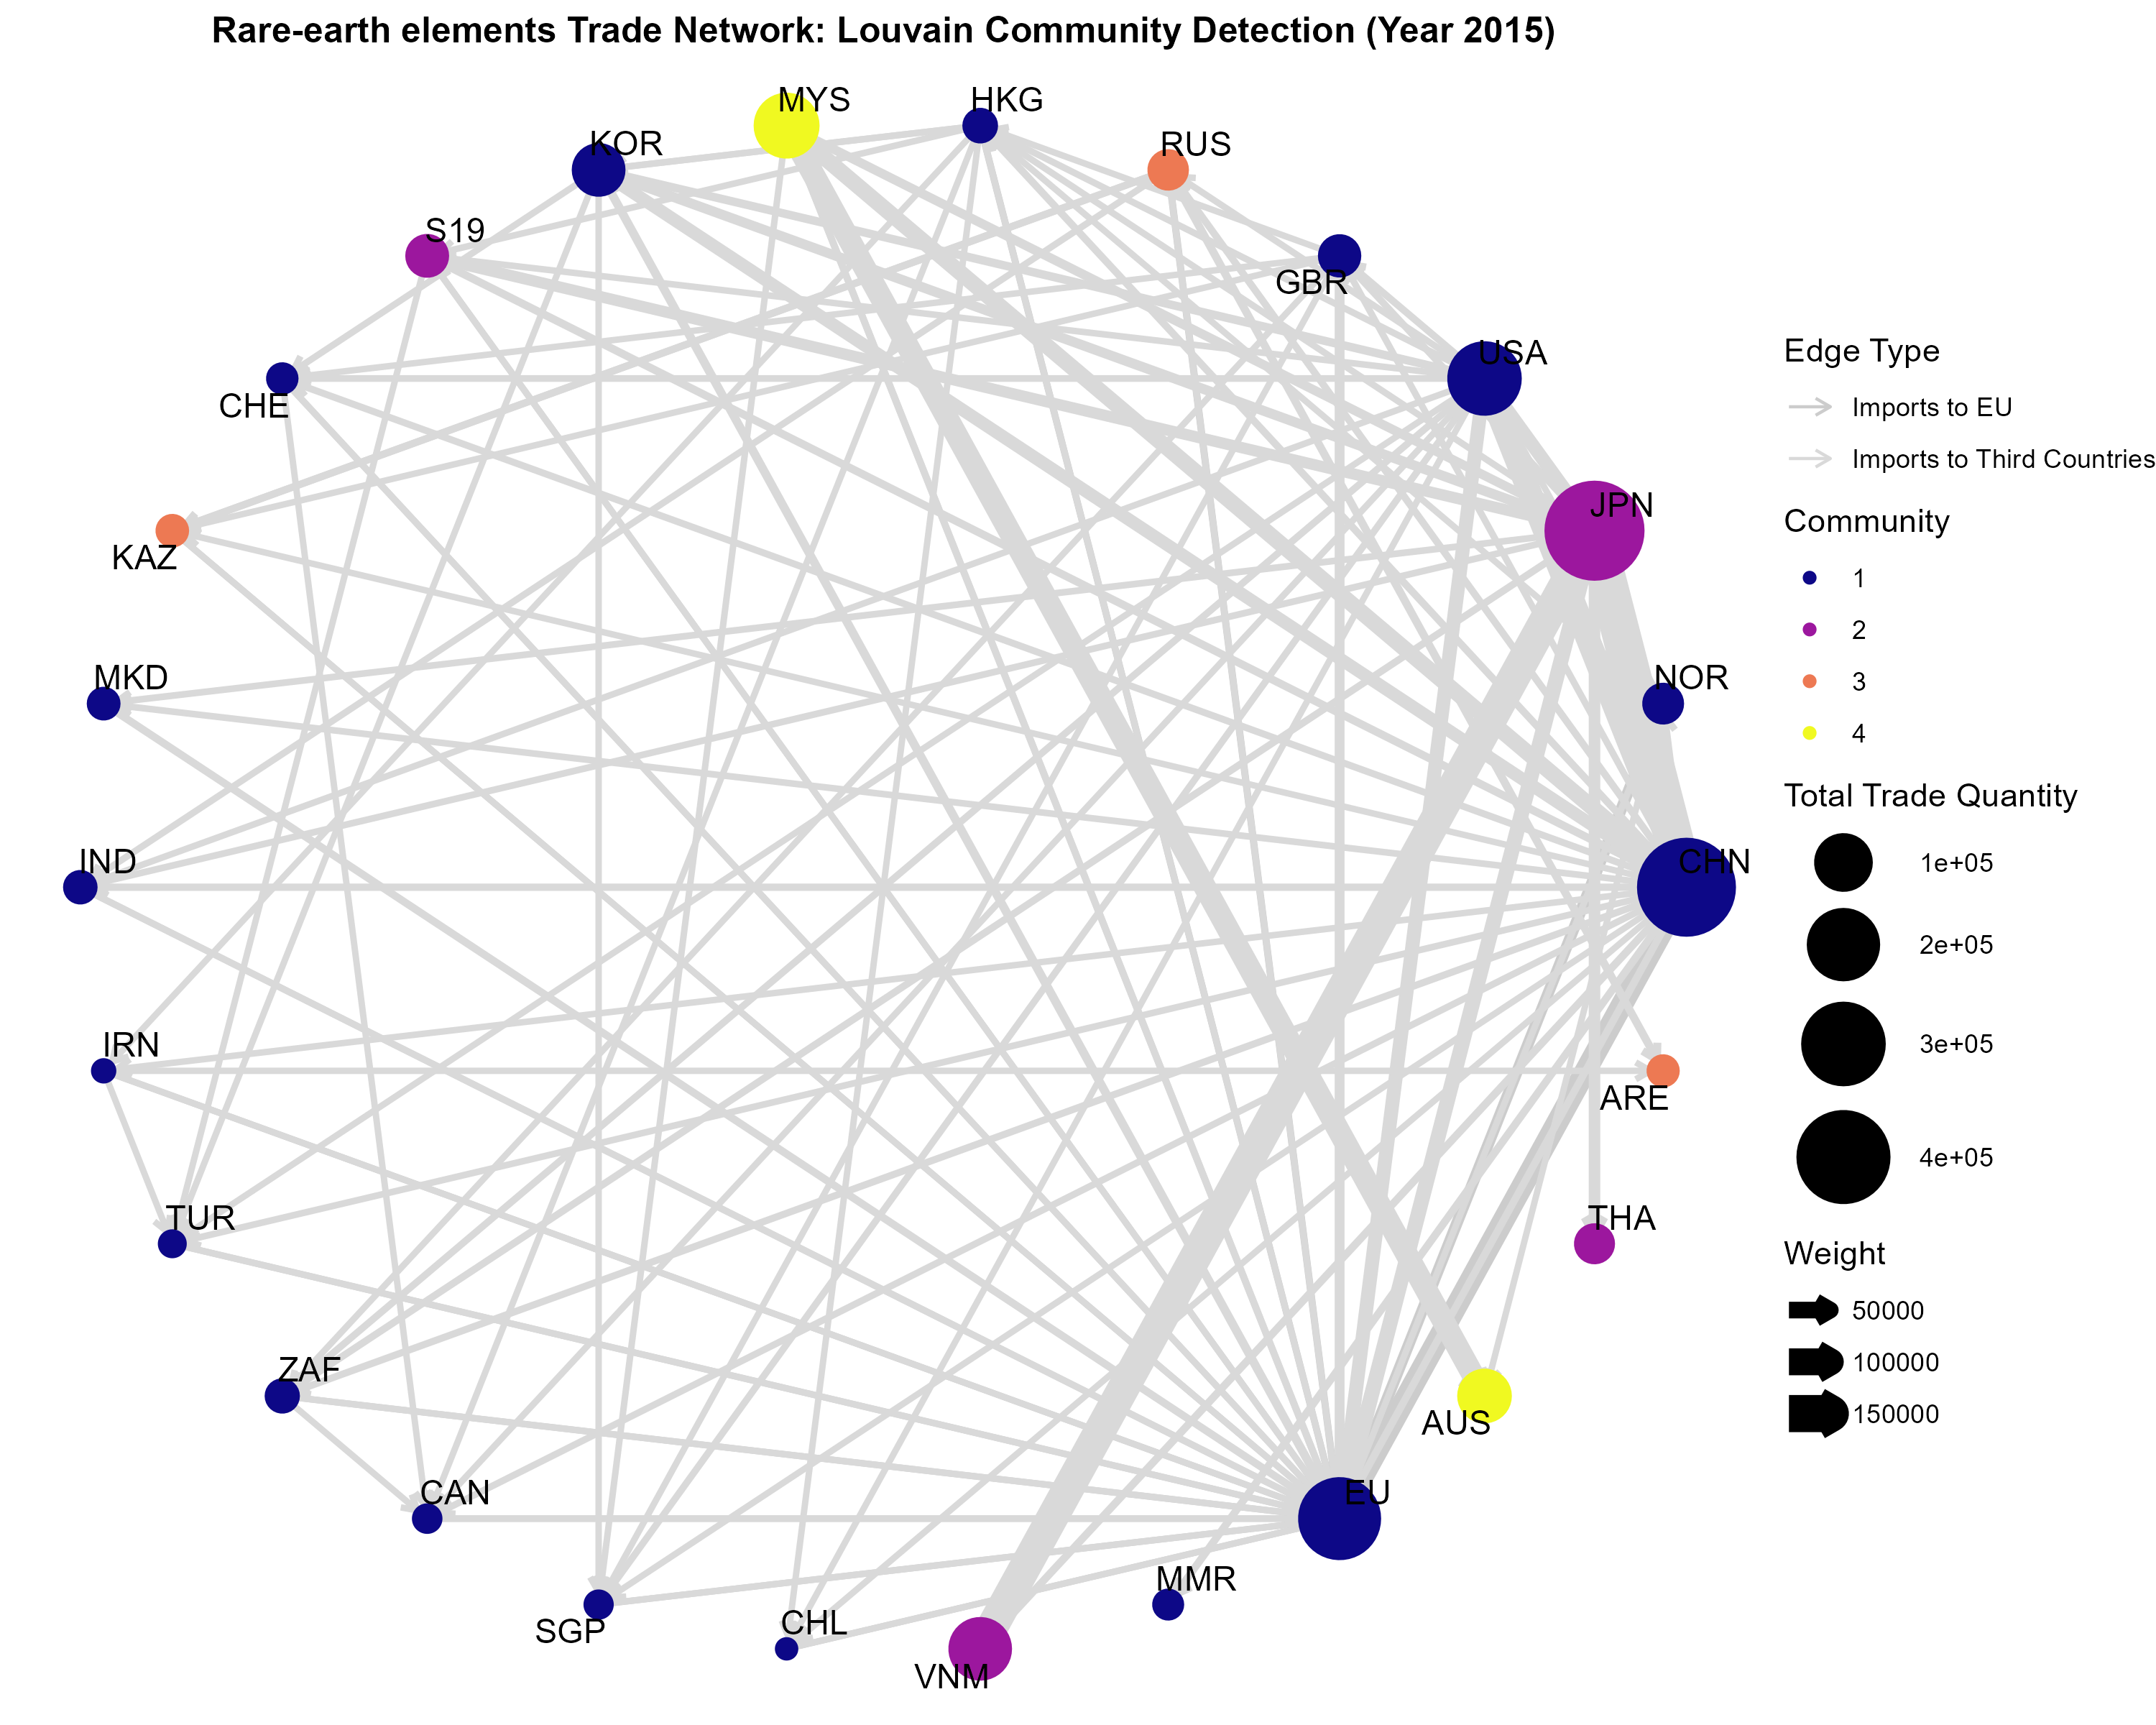 Rare-earth elements Trade Network: Louvain Community Detection (Year 2015)
MYS
HKG
KOR
RUS
S19
GBR
USA
CHE
JPN
KAZ
MKD
NOR
IND
CHN
IRN
ARE
TUR
THA
ZAF
AUS
CAN
EU
SGP
CHL
MMR
VNM
Edge Type
Imports to EU
Imports to Third Countries
Community
1
2
3
4
Total Trade Quantity
1e+05
2e+05
3e+05
4e+05
Weight
50000
100000
150000